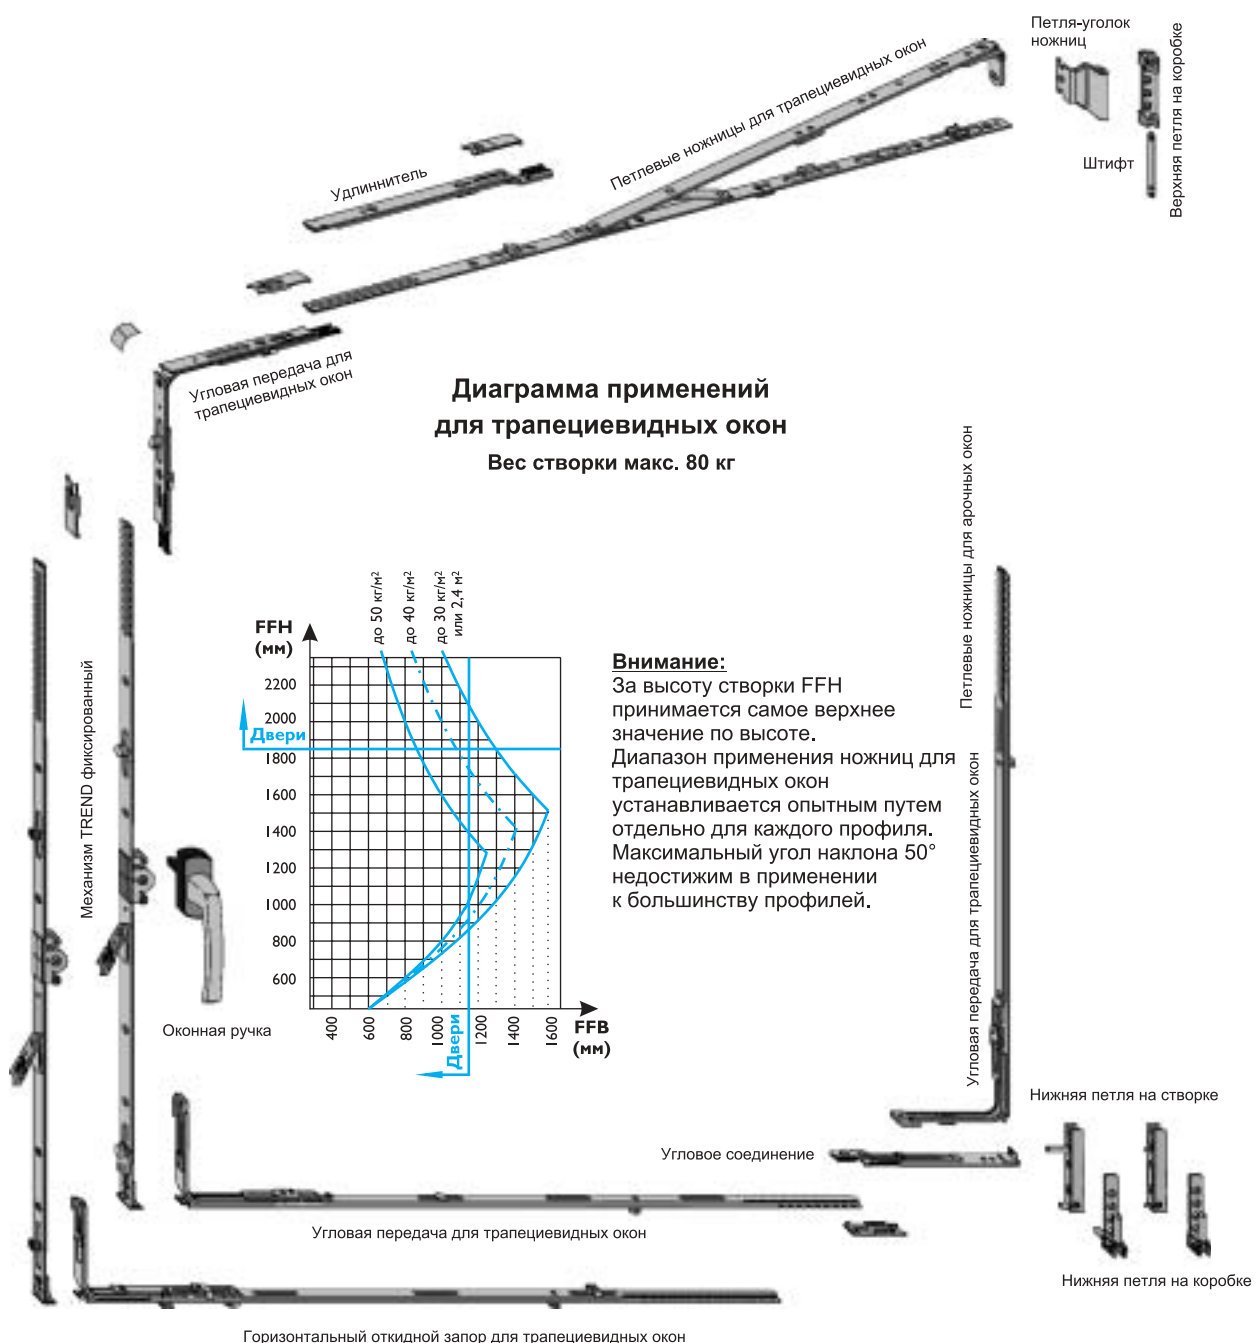 Петля-уголок
ножниц
Верхняя петля на коробке
Штифт
Петлевые ножницы для трапециевидных окон
Удлиннитель
Угловая передача для
трапециевидных окон
Диаграмма применений
для трапециевидных окон
Вес створки макс. 80 кг
Петлевые ножницы для арочных окон
Механизм TREND фиксированный
до 50 кг/м²
до 40 кг/м²
до 30 кг/м²
или 2,4 м²
FFH
(мм)
2200
2000
Двери
1800
1600
1400
1200
1000
800
600
400
600
800
1000
Двери
1200
1400
1600
FFB
(мм)
Внимание:
За высоту створки FFH
принимается самое верхнее
значение по высоте.
Диапазон применения ножниц для
трапециевидных окон
устанавливается опытным путем
отдельно для каждого профиля.
Максимальный угол наклона 50°
недостижим в применении
к большинству профилей.
Угловая передача для трапециевидных окон
Оконная ручка
Нижняя петля на створке
Угловое соединение
Угловая передача для трапециевидных окон
Нижняя петля на коробке
Горизонтальный откидной запор для трапециевидных окон